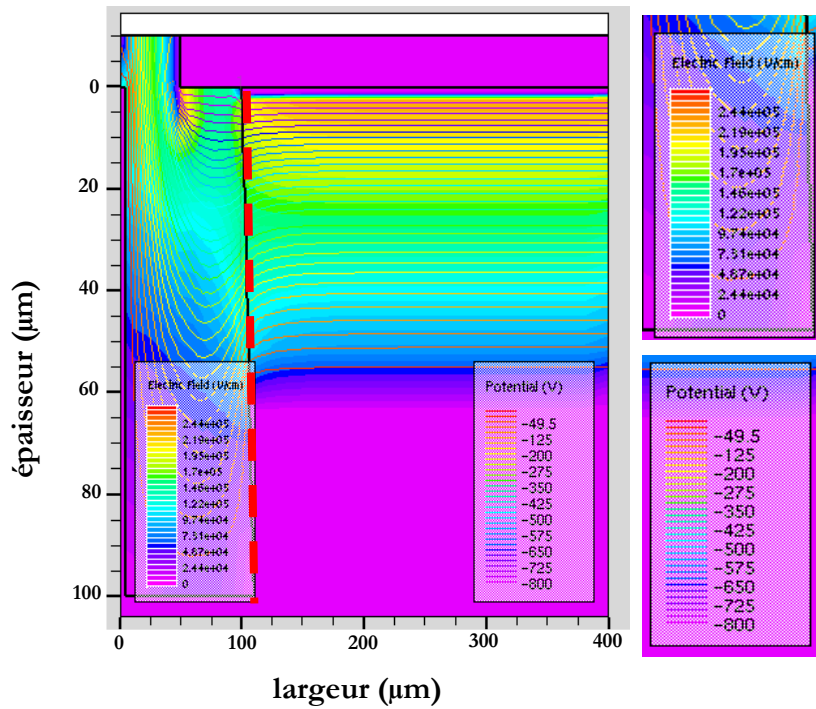 0
20
40
60
80
100
épaisseur (µm)
0
100
200
300
400
largeur (µm)
Electric Field (V/cm)
2.44e+05
2.19e+05
1.95e+05
1.7e+05
1.46e+05
1.22e+05
9.74e+04
7.31e+04
4.87e+04
2.44e+04
0
Potential (V)
-49.5
-125
-200
-275
-350
-425
-500
-575
-650
-725
-800
Electric Field (V/cm)
2.44e+05
2.19e+05
1.95e+05
1.7e+05
1.46e+05
1.22e+05
9.74e+04
7.31e+04
4.87e+04
2.44e+04
0
Potential (V)
-49.5
-125
-200
-275
-350
-425
-500
-575
-650
-725
-800